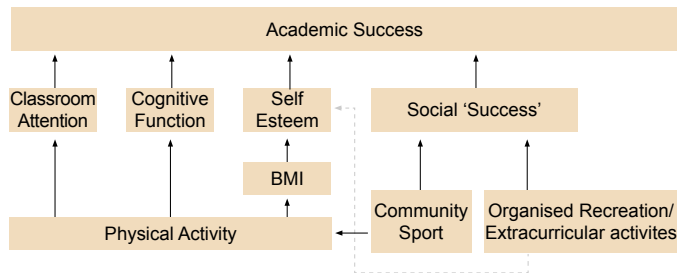 Academic Success
Classroom
Attention
Cognitive
Function
Self
Esteem
Social ‘Success’
BMI
Physical Activity
Community
Sport
Organised Recreation/
Extracurricular activites